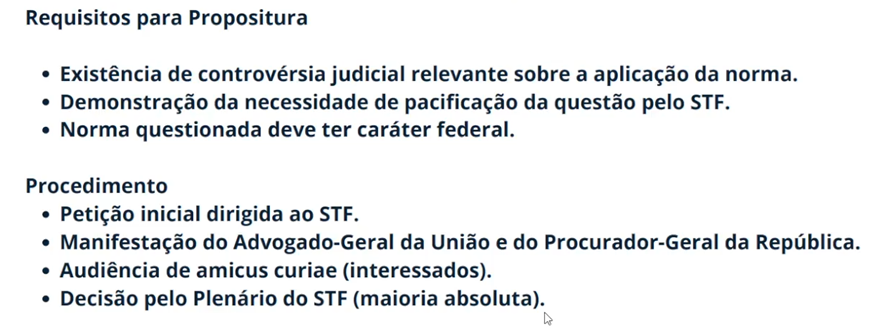 Requisitos para Propositura
• Existência de controvérsia judicial relevante sobre a aplicação da norma.
• Demonstração da necessidade de pacificação da questão pelo STF.
• Norma questionada deve ter caráter federal.
Procedimento
• Petição inicial dirigida ao STF.
• Manifestação do Advogado-Geral da União e do Procurador-Geral da República.
• Audiência de amicus curiae (interessados).
• Decisão pelo Plenário do STF (maioria absoluta).